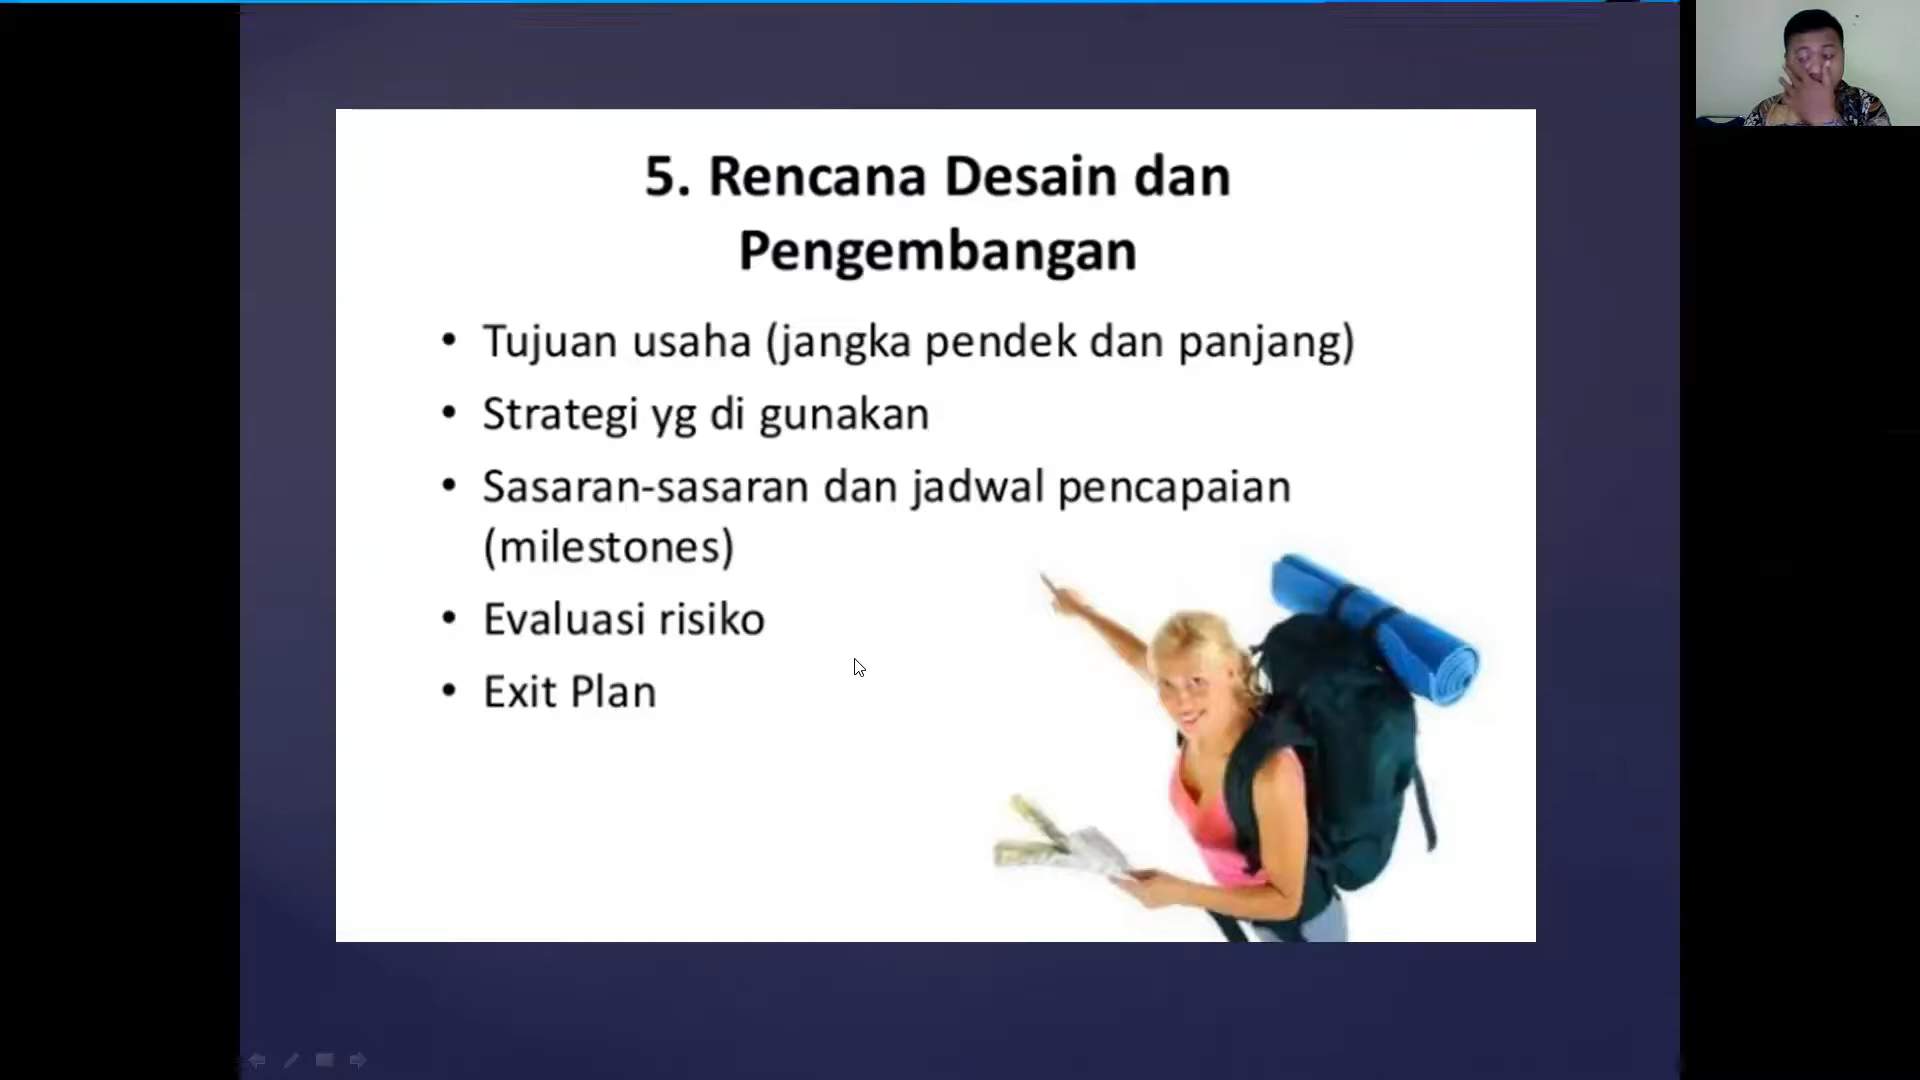 5. Rencana Desain dan
Pengembangan
• Tujuan usaha (jangka pendek dan panjang)
• Strategi yg di gunakan
• Sasaran-sasaran dan jadwal pencapaian
(milestones)
• Evaluasi risiko
• Exit Plan